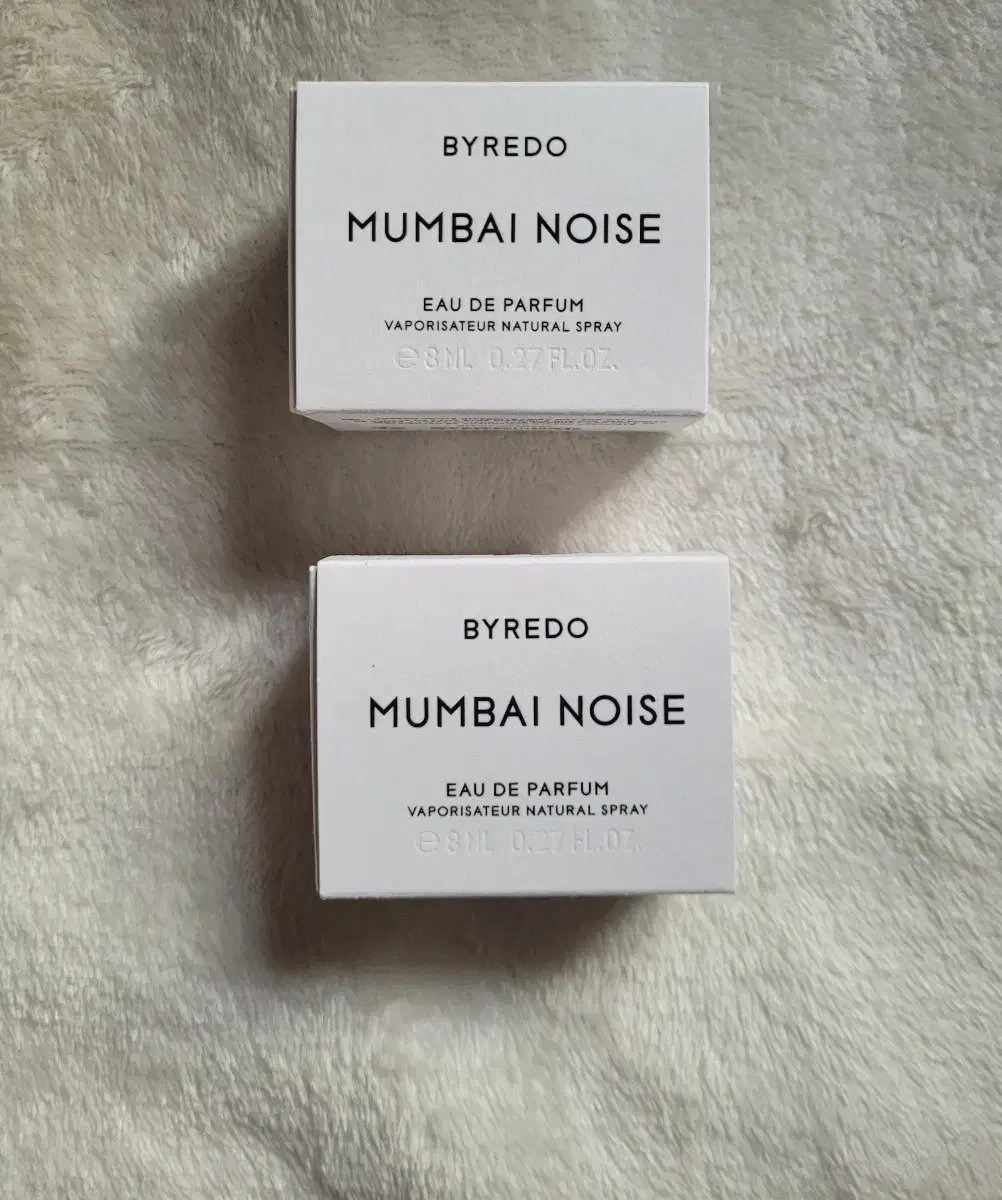 BYREDO
MUMBAI NOISE
EAU DE PARFUM
VAPORISATEUR NATURAL SPRAY
℮ 8 ML 0.27 FL.OZ.
BYREDO
MUMBAI NOISE
EAU DE PARFUM
VAPORISATEUR NATURAL SPRAY
℮ 8 ML 0.27 FL.OZ.